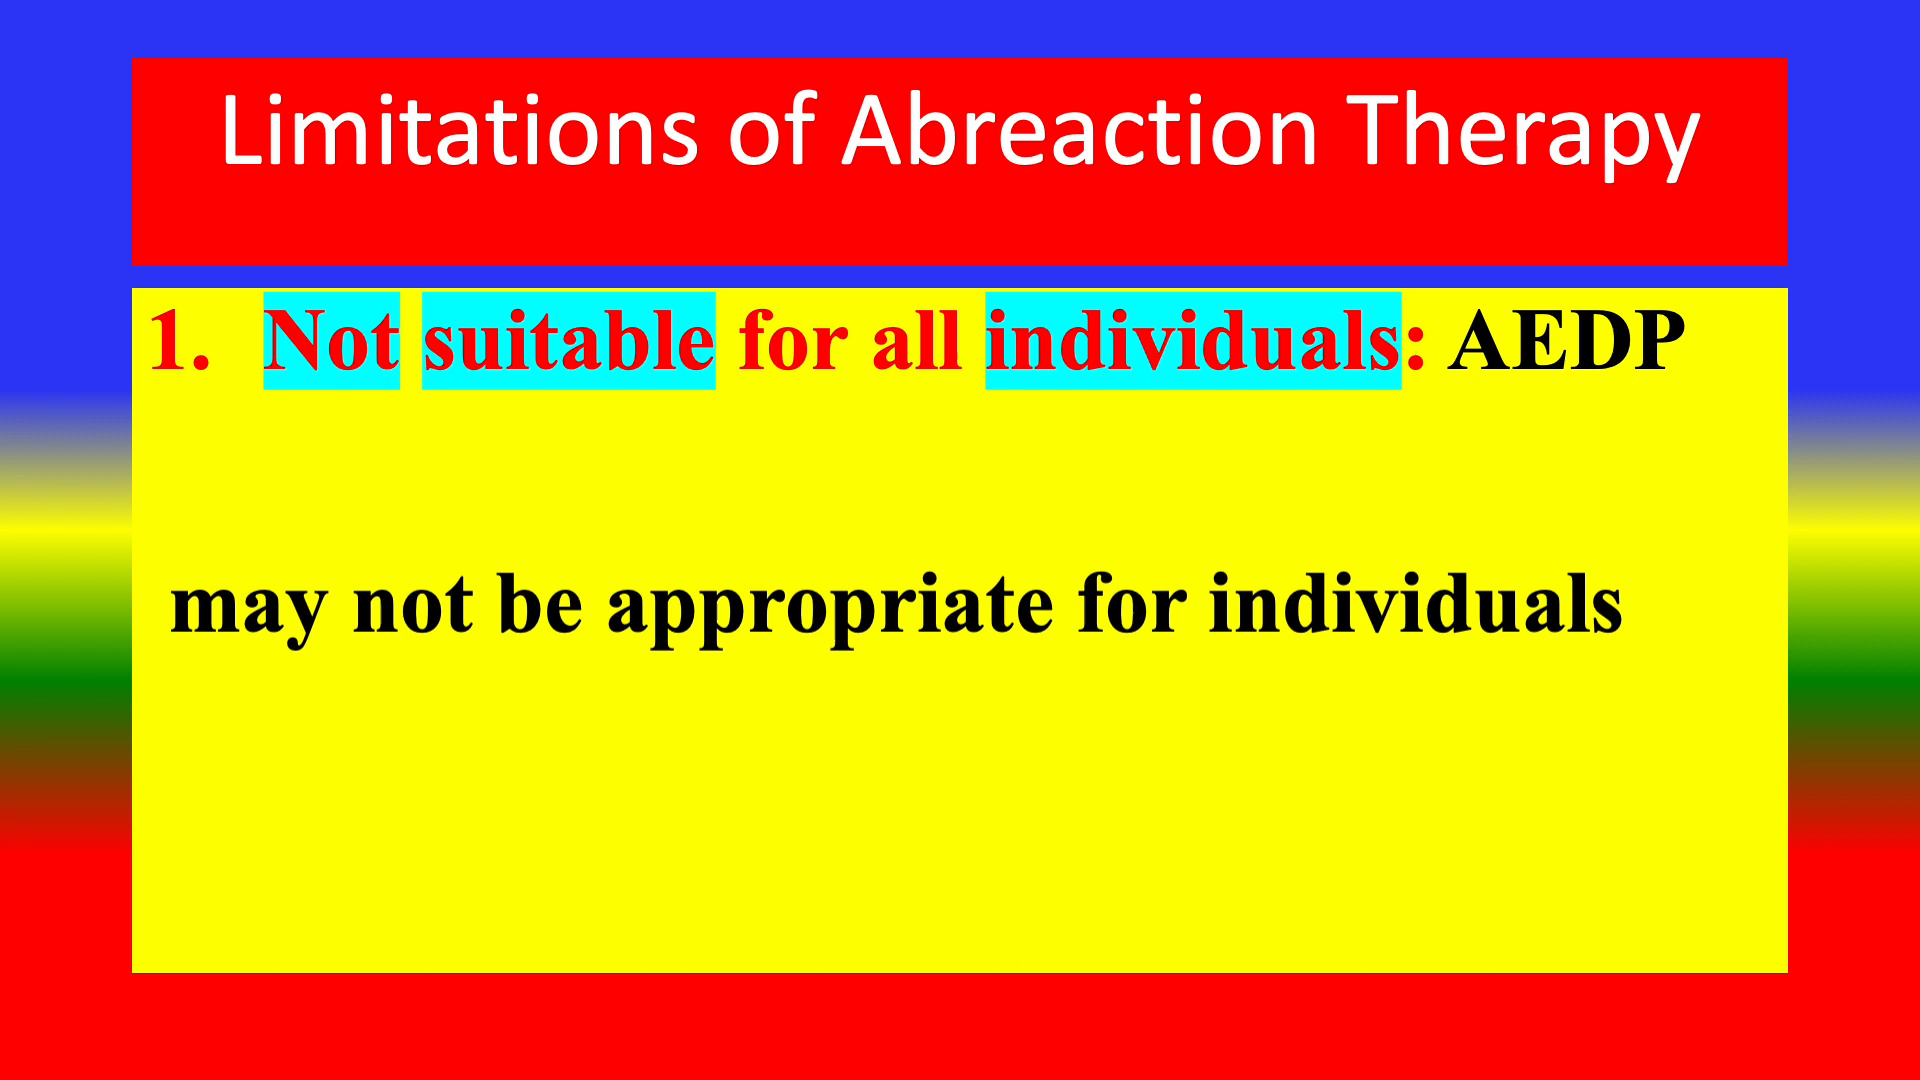 Limitations of Abreaction Therapy
1. Not suitable for all individuals: AEDP
may not be appropriate for individuals